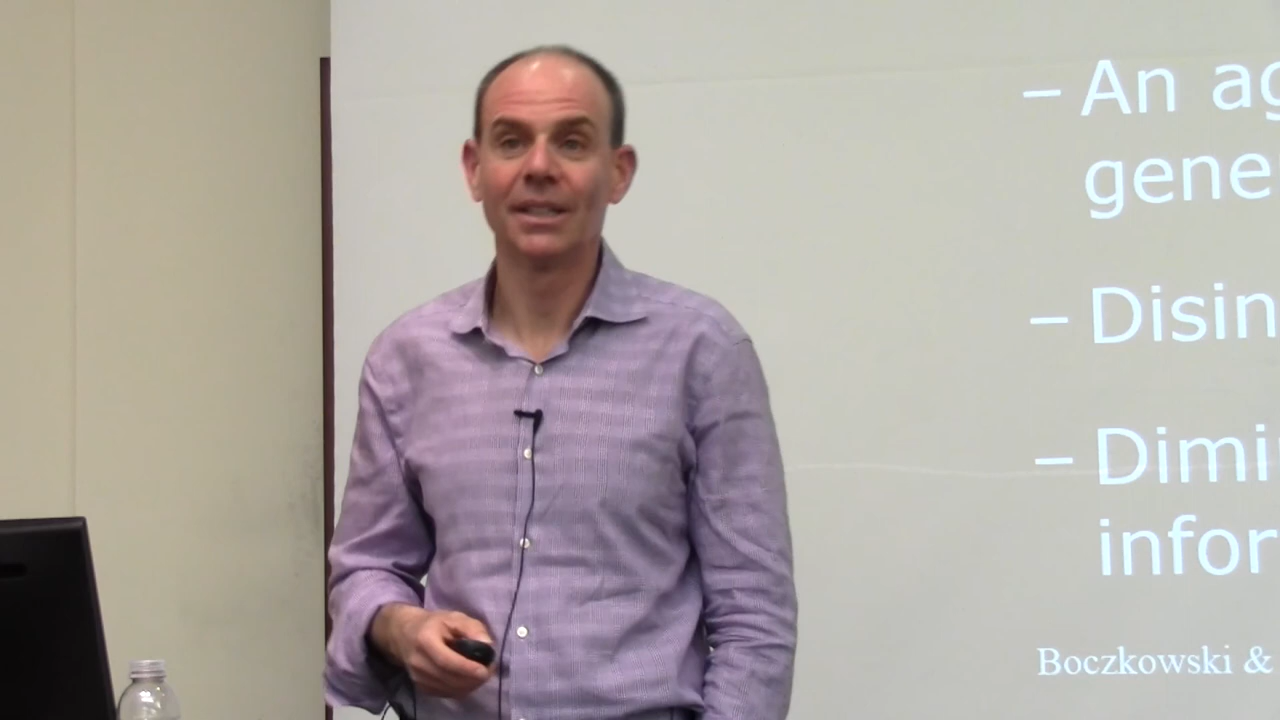 – An ag
gene
– Disin
– Dimi
infor
Boczkowski &